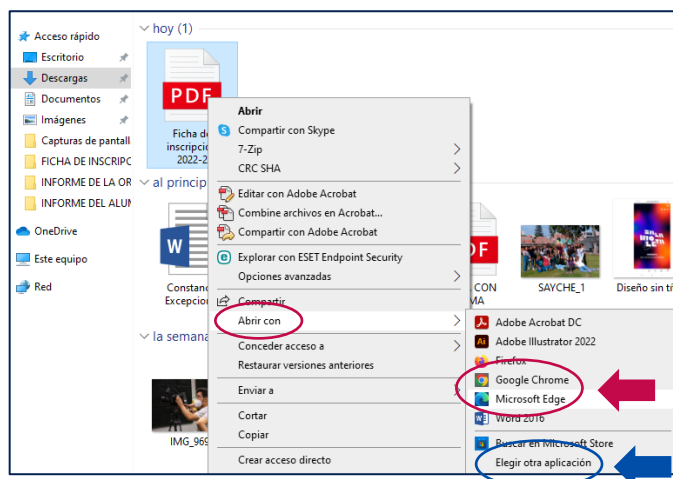 Acceso rápido
Escritorio
Descargas
Documentos
Imágenes
Capturas de pantall
FICHA DE INSCRIPC
INFORME DE LA OR
INFORME DEL ALUM
OneDrive
Este equipo
Red
hoy (1)
PDF
Ficha de
inscripció
2022-2
al princip
W
Constanc
Excepcion
la semana
IMG_969
Abrir
Compartir con Skype
7-Zip
CRC SHA
Editar con Adobe Acrobat
Combine archivos en Acrobat...
Compartir con Adobe Acrobat
Explorar con ESET Endpoint Security
Opciones avanzadas
Compartir
Abrir con
Conceder acceso a
Restaurar versiones anteriores
Enviar a
Cortar
Copiar
Crear acceso directo
DF
CON
MA
SAYCHE_1
Diseño sin tí
Adobe Acrobat DC
Ai
Adobe Illustrator 2022
Firefox
Google Chrome
Microsoft Edge
Word 2016
Buscar en Microsoft Store
Elegir otra aplicación